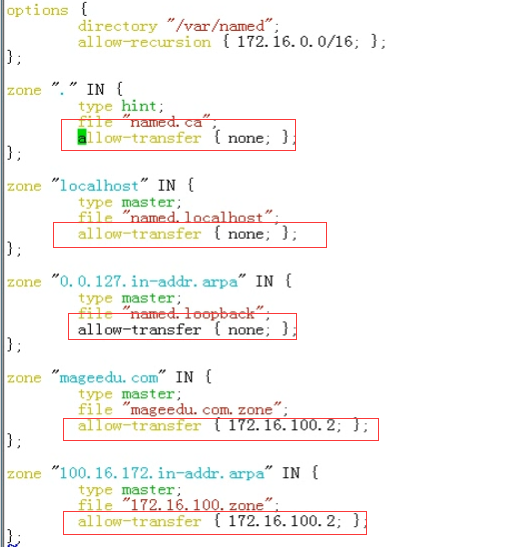 options {
directory "/var/named";
allow-recursion { 172.16.0.0/16; };
};
zone "." IN {
type hint;
file "named.ca";
allow-transfer { none; };
};
zone "localhost" IN {
type master;
file "named.localhost";
allow-transfer { none; };
};
zone "0.0.127.in-addr.arpa" IN {
type master;
file "named.loopback";
allow-transfer { none; };
};
zone "mageedu.com" IN {
type master;
file "mageedu.com.zone";
allow-transfer { 172.16.100.2; };
};
zone "100.16.172.in-addr.arpa" IN {
type master;
file "172.16.100.zone";
allow-transfer { 172.16.100.2; };
};